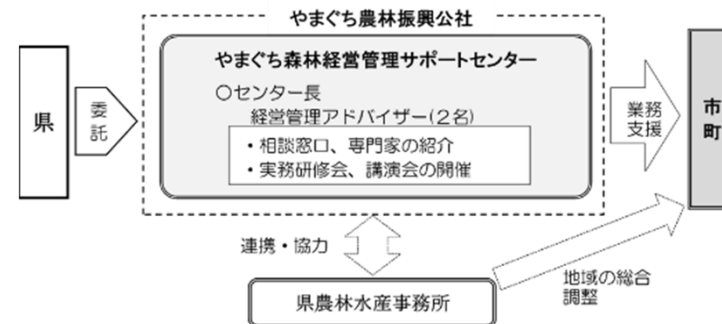 やまぐち農林振興公社
やまぐち森林経営管理サポートセンター
○センター長
経営管理アドバイザー(2名)
・相談窓口、専門家の紹介
・実務研修会、講演会の開催
県
委託
業務
支援
市町
連携・協力
県農林水産事務所
地域の総合
調整